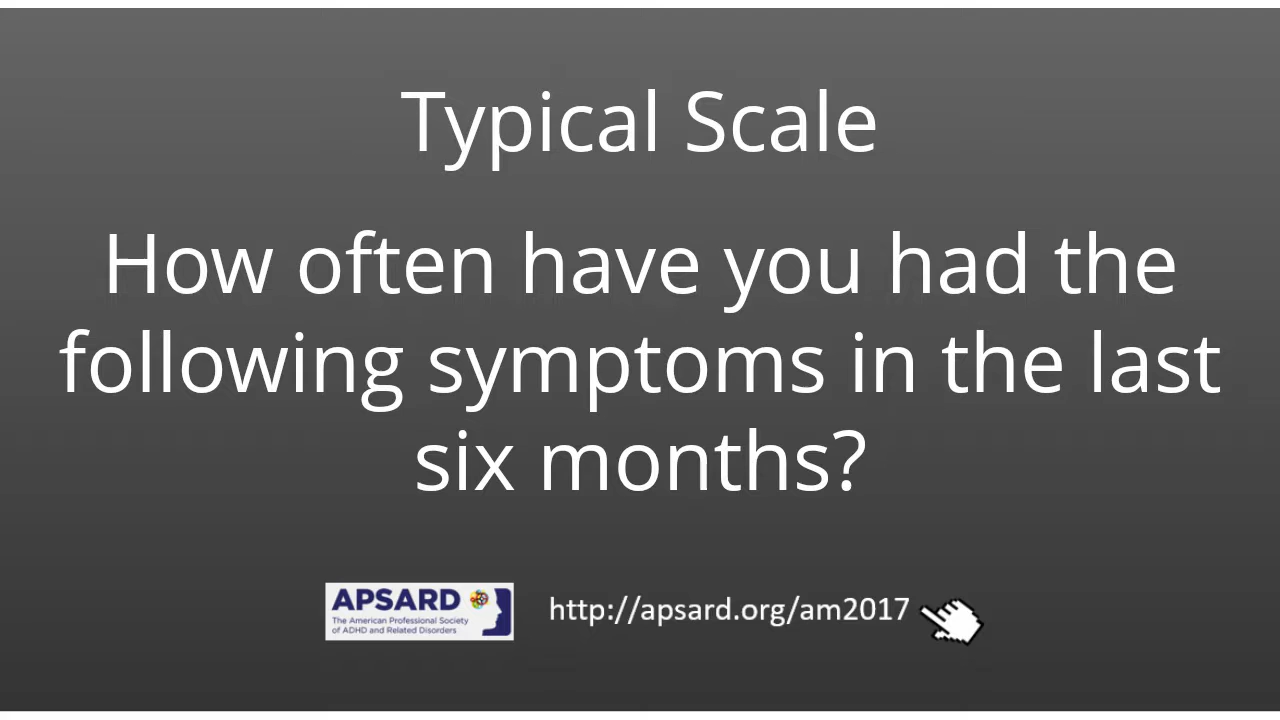 Typical Scale
How often have you had the
following symptoms in the last
six months?
APSARD
The American Professional Society
of ADHD and Related Disorders
http://apsard.org/am2017